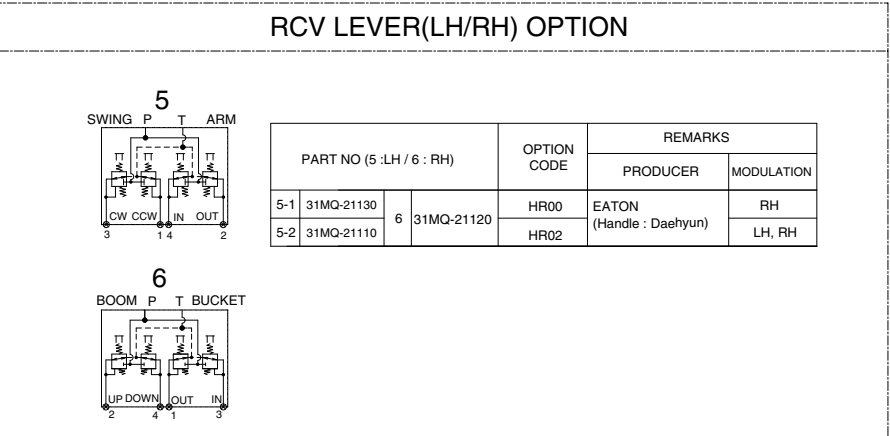 RCV LEVER(LH/RH) OPTION
5
SWING P T ARM
CW CCW IN OUT
3 1 4 2
PART NO (5 :LH / 6 : RH) OPTION CODE REMARKS
PRODUCER MODULATION
5-1 31MQ-21130 6 31MQ-21120 HR00 EATON (Handle : Daehyun) RH
5-2 31MQ-21110 HR02 LH, RH
6
BOOM P T BUCKET
UP DOWN OUT IN
2 4 1 3